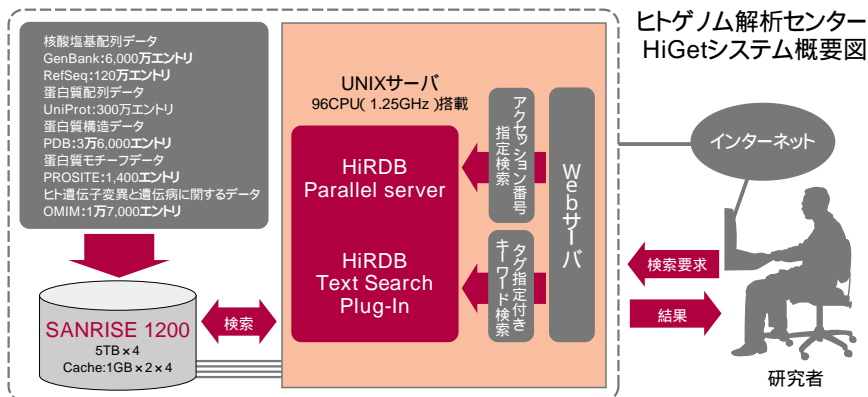 ヒトゲノム解析センター
HiGetシステム概要図
核酸塩基配列データ
GenBank:6,000万エントリ
RefSeq:120万エントリ
蛋白質配列データ
UniProt:300万エントリ
蛋白質構造データ
PDB:3万6,000エントリ
蛋白質モチーフデータ
PROSITE:1,400エントリ
ヒト遺伝子変異と遺伝病に関するデータ
OMIM:1万7,000エントリ
SANRISE 1200
5TB×4
Cache:1GB×2×4
検索
UNIXサーバ
96CPU( 1.25GHz )搭載
HiRDB
Parallel server
HiRDB
Text Search
Plug-In
アクセッション番号
指定検索
タグ指定付き
キーワード検索
Webサーバ
インターネット
検索要求
結果
研究者